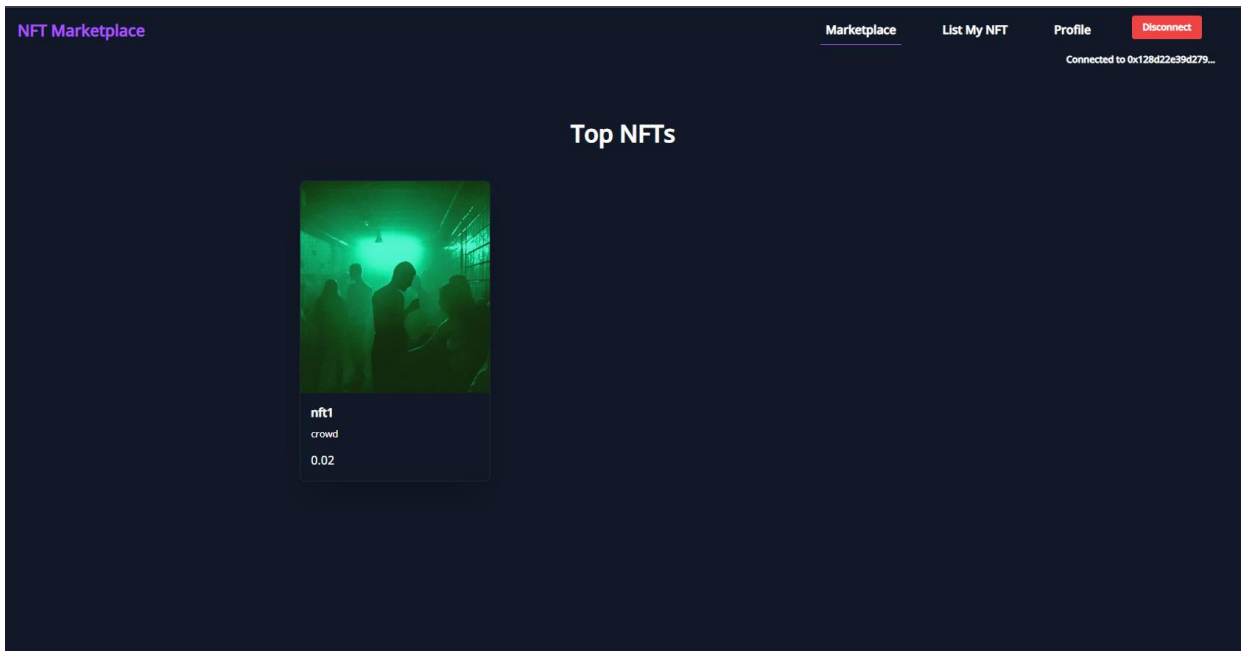 NFT Marketplace
Marketplace
List My NFT
Profile
Disconnect
Connected to 0x128d22e39d279...
Top NFTs
nft1
crowd
0.02